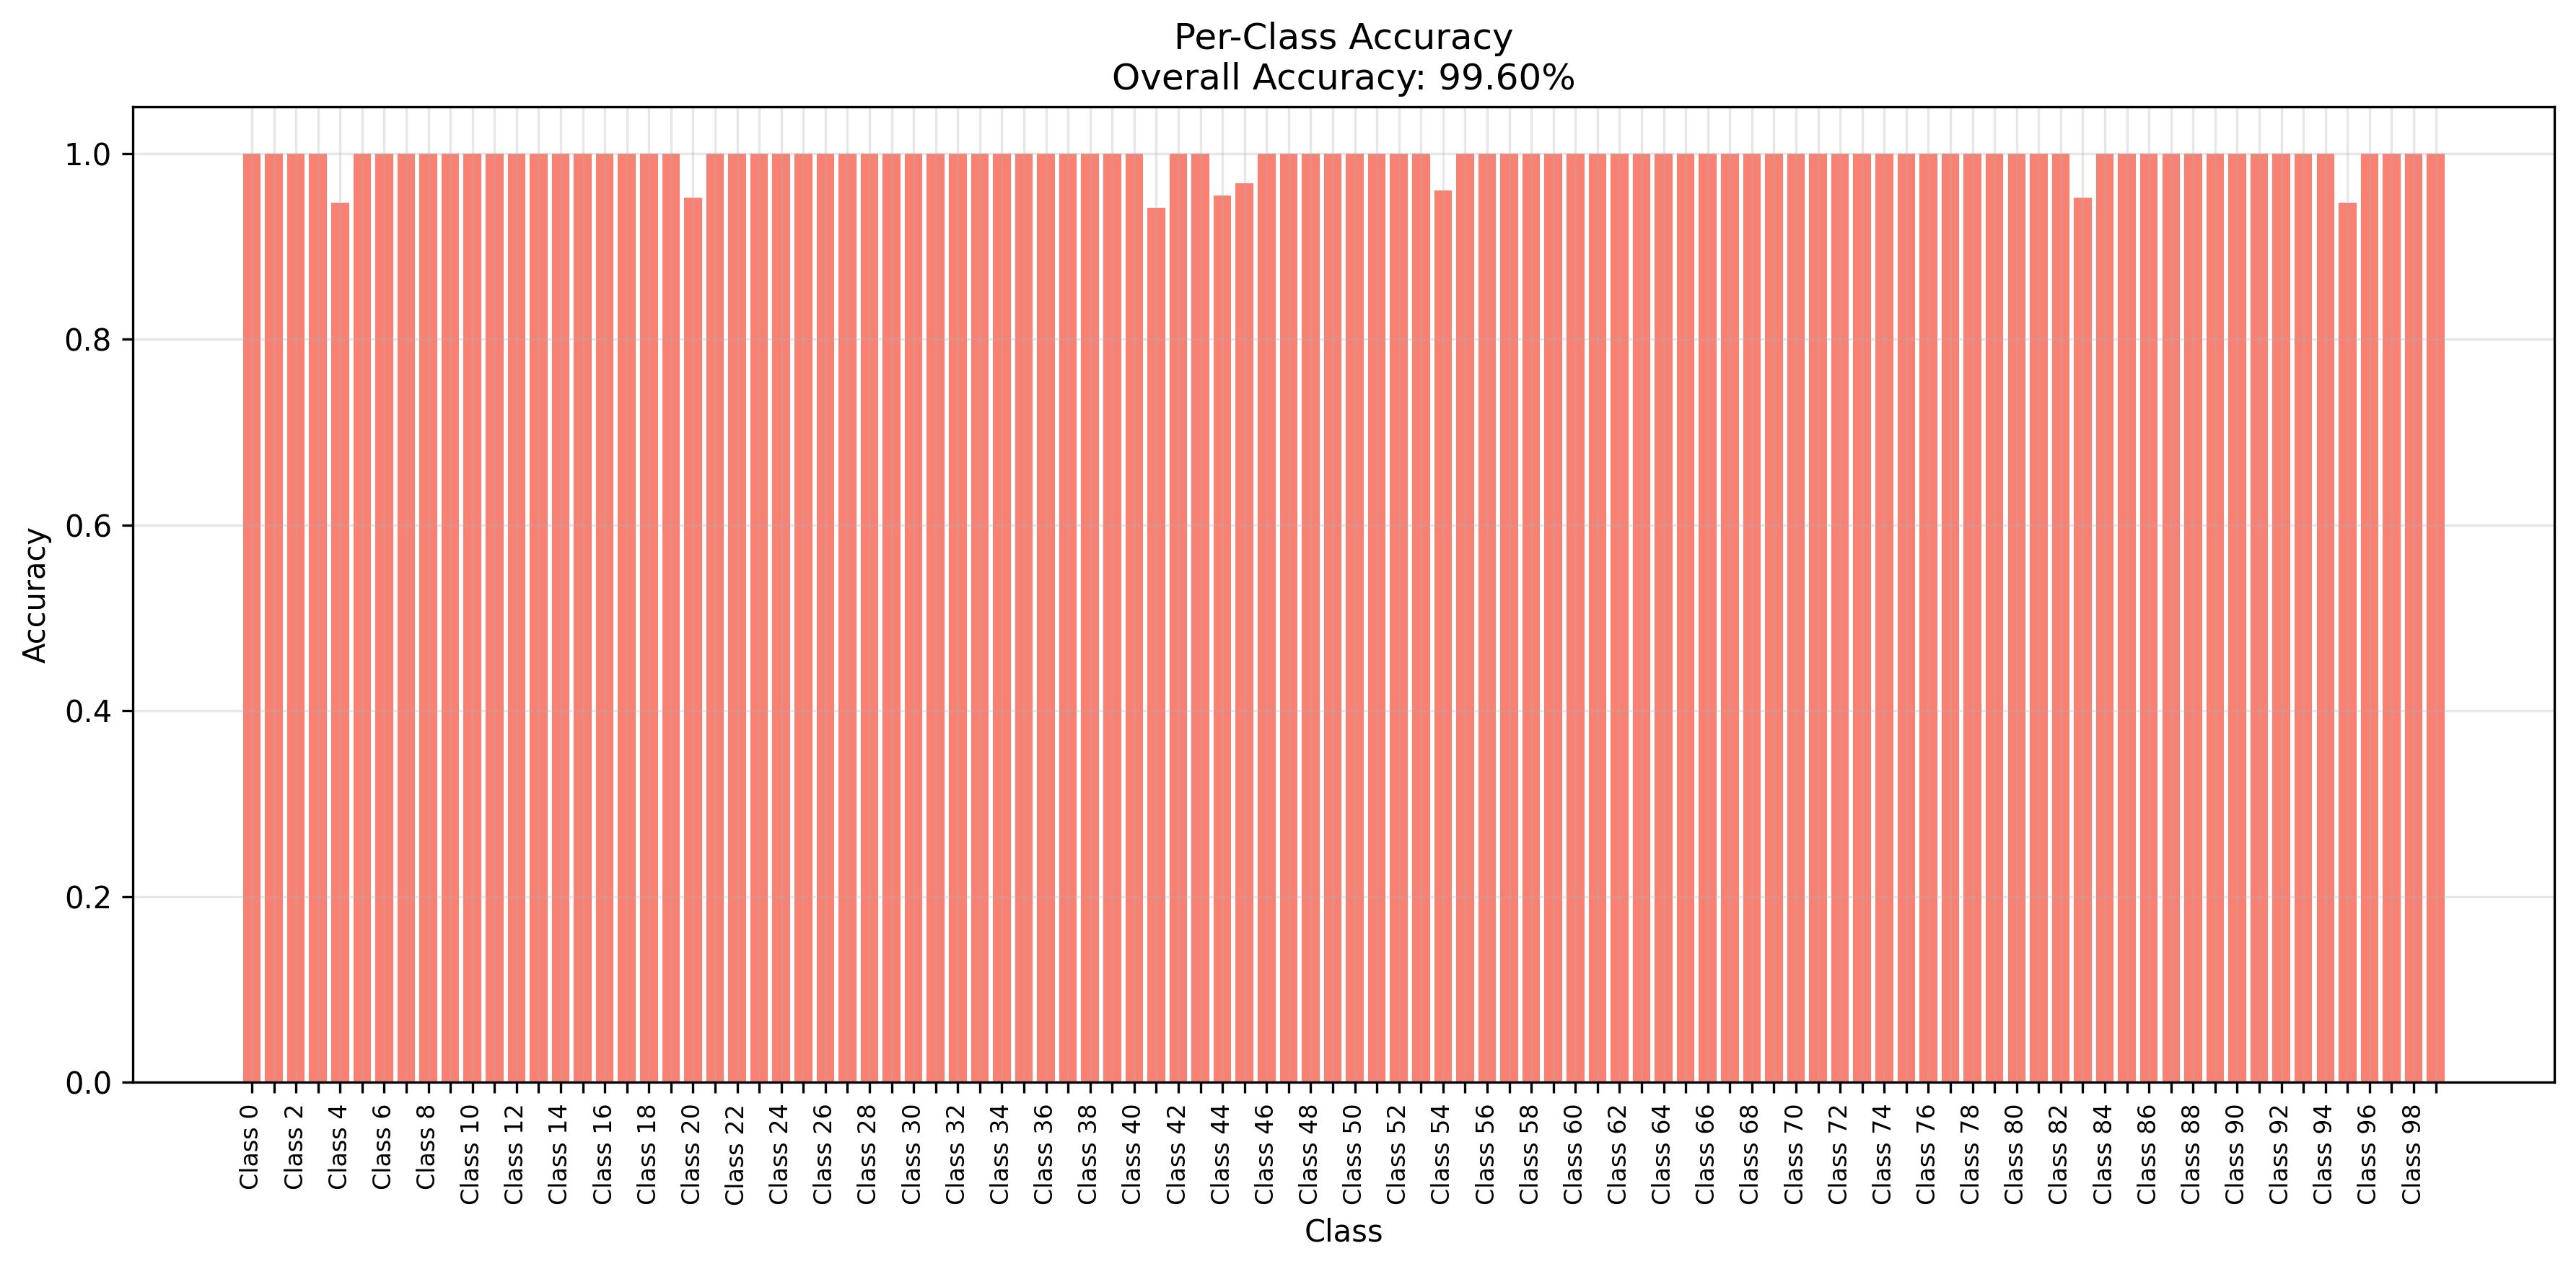 Per-Class Accuracy
Overall Accuracy: 99.60%
Accuracy
1.0
0.8
0.6
0.4
0.2
0.0
Class 0
Class 2
Class 4
Class 6
Class 8
Class 10
Class 12
Class 14
Class 16
Class 18
Class 20
Class 22
Class 24
Class 26
Class 28
Class 30
Class 32
Class 34
Class 36
Class 38
Class 40
Class 42
Class 44
Class 46
Class 48
Class 50
Class 52
Class 54
Class 56
Class 58
Class 60
Class 62
Class 64
Class 66
Class 68
Class 70
Class 72
Class 74
Class 76
Class 78
Class 80
Class 82
Class 84
Class 86
Class 88
Class 90
Class 92
Class 94
Class 96
Class 98
Class